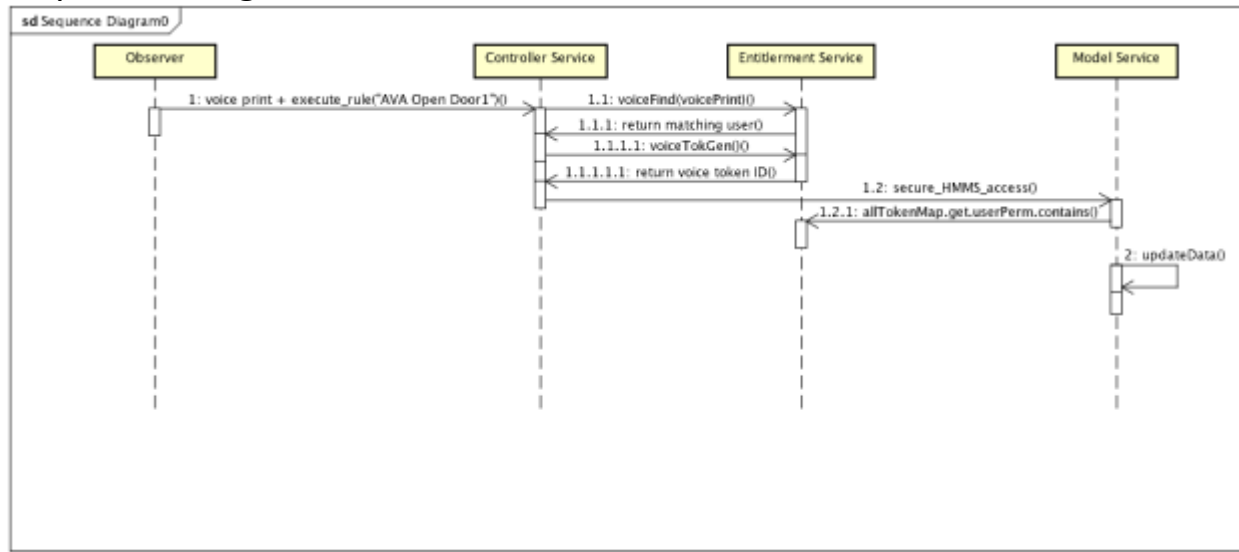 sd Sequence Diagram0
Observer
Controller Service
Entitlerment Service
Model Service
1: voice print + execute_rule("AVA Open Door1")()
1.1: voiceFind(voicePrint)()
1.1.1: return matching user()
1.1.1.1: voiceTokGen()()
1.1.1.1.1: return voice token ID()
1.2: secure_HMMS_access()
1.2.1: allTokenMap.get.userPerm.contains()
2: updateData()